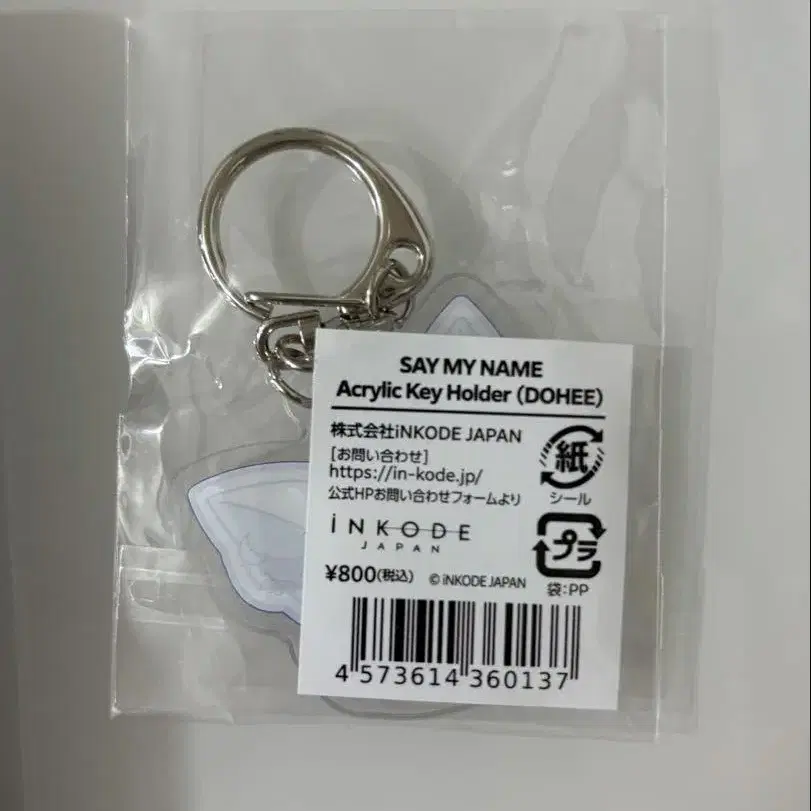 SAY MY NAME
Acrylic Key Holder (DOHEE)
株式会社iNKODE JAPAN
[お問い合わせ]
https://in-kode.jp/
公式HPお問い合わせフォームより
紙
シール
iNKODE
JAPAN
プラ
袋:PP
¥800(税込) © iNKODE JAPAN
4 573614 360137